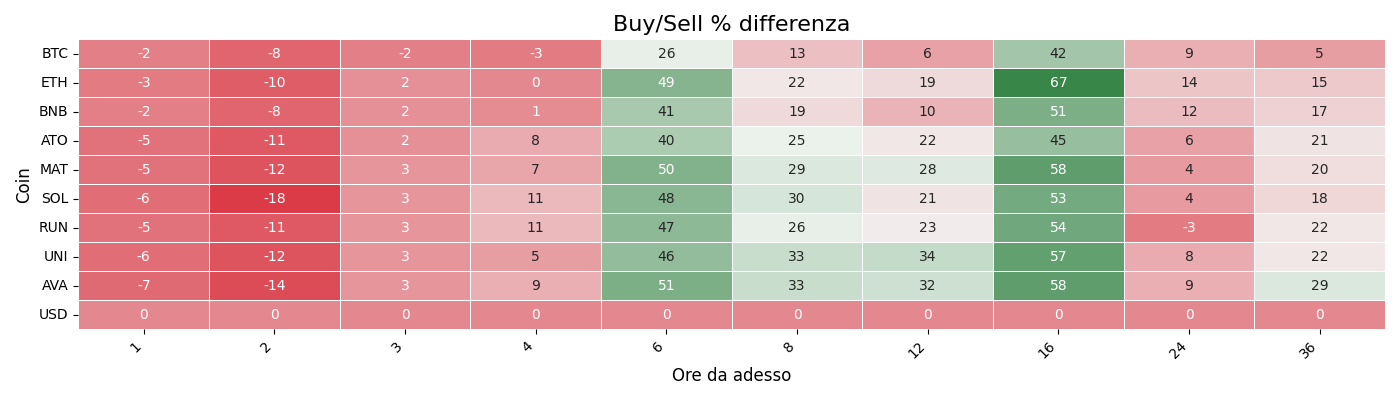 Buy/Sell % differenza
BTC -2 -8 -2 -3 26 13 6 42 9 5
ETH -3 -10 2 0 49 22 19 67 14 15
BNB -2 -8 2 1 41 19 10 51 12 17
ATO -5 -11 2 8 40 25 22 45 6 21
MAT -5 -12 3 7 50 29 28 58 4 20
SOL -6 -18 3 11 48 30 21 53 4 18
RUN -5 -11 3 11 47 26 23 54 -3 22
UNI -6 -12 3 5 46 33 34 57 8 22
AVA -7 -14 3 9 51 33 32 58 9 29
USD 0 0 0 0 0 0 0 0 0 0
Coin
1 2 3 4 6 8 12 16 24 36
Ore da adesso